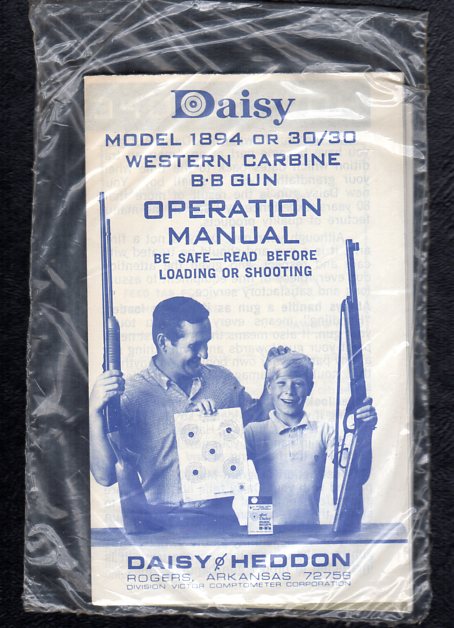 Daisy
MODEL 1894 OR 30/30
WESTERN CARBINE
B·B GUN
OPERATION
MANUAL
BE SAFE—READ BEFORE
LOADING OR SHOOTING
DAISY HEDDON
ROGERS, ARKANSAS 72756
DIVISION VICTOR COMPTOMETER CORPORATION